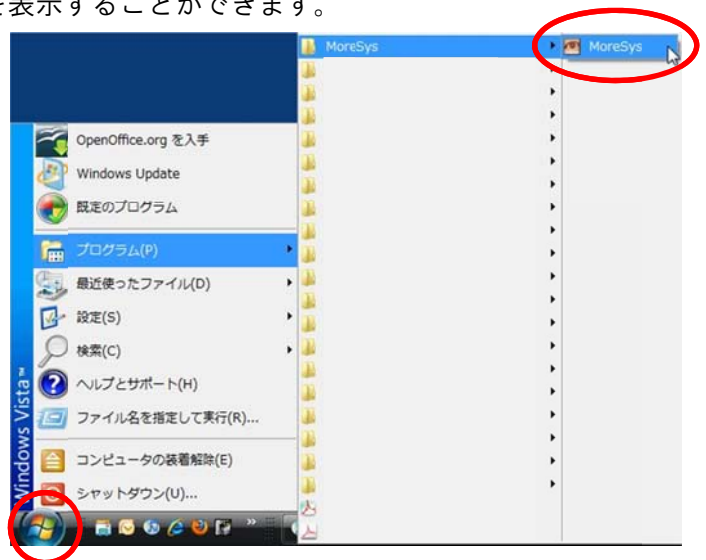 を表示することができます。
MoreSys
MoreSys
OpenOffice.org を入手
Windows Update
既定のプログラム
プログラム(P)
最近使ったファイル(D)
設定(S)
検索(C)
ヘルプとサポート(H)
ファイル名を指定して実行(R)...
コンピュータの装着解除(E)
シャットダウン(U)...
Windows Vista™